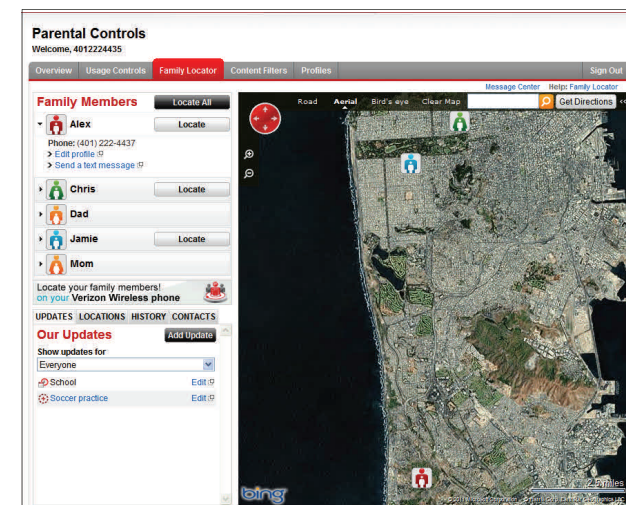 Parental Controls
Welcome, 4012224435
Overview Usage Controls Family Locator Content Filters Profiles Sign Out
Message Center Help: Family Locator
Family Members Locate All
Road Aerial Bird's eye Clear Map Get Directions <<
Alex Locate
Phone: (401) 222-4437
> Edit profile
> Send a text message
Chris Locate
Dad
Jamie Locate
Mom
Locate your family members!
on your Verizon Wireless phone
UPDATES LOCATIONS HISTORY CONTACTS
Our Updates Add Update
Show updates for
Everyone
School Edit
Soccer practice Edit
2.5 miles
bing